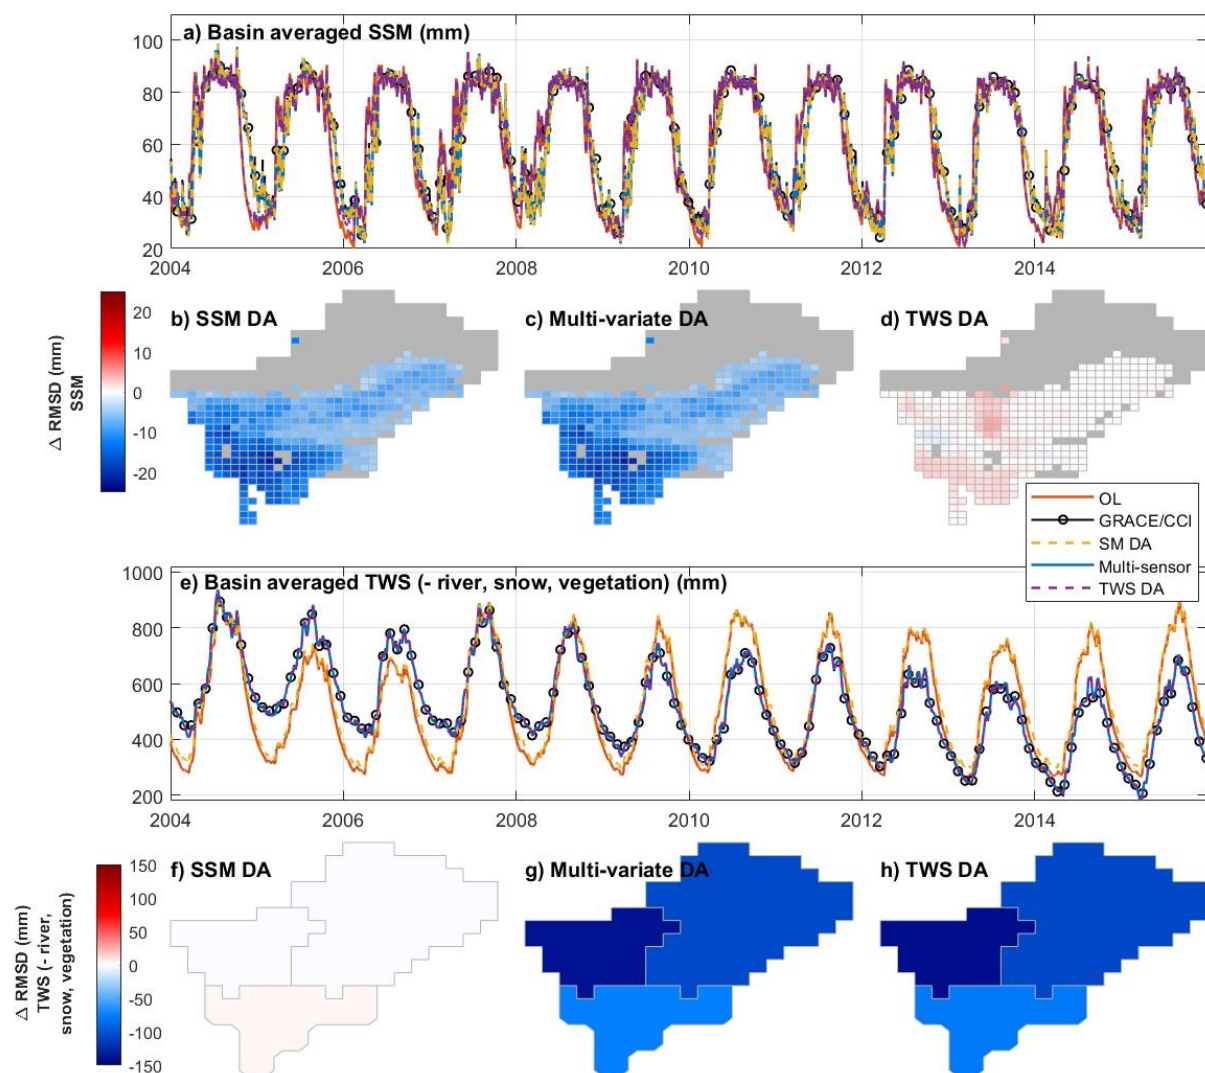 a) Basin averaged SSM (mm)
100
80
60
40
20
2004 2006 2008 2010 2012 2014
b) SSM DA
c) Multi-variate DA
d) TWS DA
△ RMSD (mm)
SSM
20
10
0
-10
-20
OL
GRACE/CCI
SM DA
Multi-sensor
TWS DA
e) Basin averaged TWS (- river, snow, vegetation) (mm)
1000
800
600
400
200
2004 2006 2008 2010 2012 2014
f) SSM DA
g) Multi-variate DA
h) TWS DA
△ RMSD (mm)
TWS (- river,
snow, vegetation)
150
100
50
0
-50
-100
-150